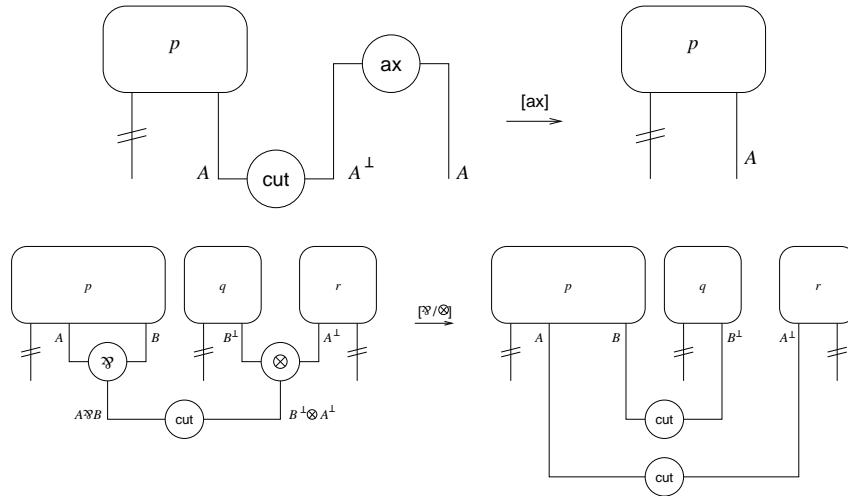 p ax p
[ax]
A cut A⊥ A A
p q r p q r
[⅋/⊗]
A B B⊥ A⊥ A B B⊥ A⊥
⅋ ⊗
A⅋B cut B⊥⊗A⊥ cut
cut